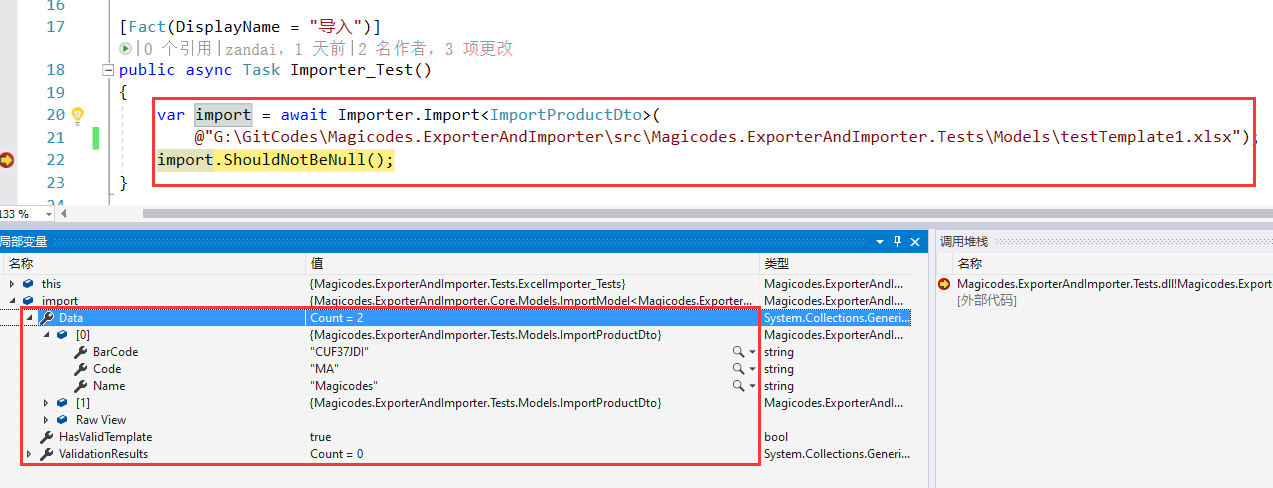 16
17 [Fact(DisplayName = "导入")]
|0 个引用|zandai，1 天前|2 名作者，3 项更改
18 public async Task Importer_Test()
19 {
20 var import = await Importer.Import<ImportProductDto>(
21 @"G:\GitCodes\Magicodes.ExporterAndImporter\src\Magicodes.ExporterAndImporter.Tests\Models\testTemplate1.xlsx");
22 import.ShouldNotBeNull();
23 }
24
133 %
局部变量
名称 值 类型
this {Magicodes.ExporterAndImporter.Tests.ExcelImporter_Tests} Magicodes.ExporterAndI...
import {Magicodes.ExporterAndImporter.Core.Models.ImportModel<Magicodes.Exporter... Magicodes.ExporterAndI...
Data Count = 2 System.Collections.Generi...
[0] {Magicodes.ExporterAndImporter.Tests.Models.ImportProductDto} Magicodes.ExporterAndI...
BarCode "CUF37JDI" string
Code "MA" string
Name "Magicodes" string
[1] {Magicodes.ExporterAndImporter.Tests.Models.ImportProductDto} Magicodes.ExporterAndI...
Raw View
HasValidTemplate true bool
ValidationResults Count = 0 System.Collections.Generi...
调用堆栈
名称
Magicodes.ExporterAndImporter.Tests.dll!Magicodes.Export
[外部代码]